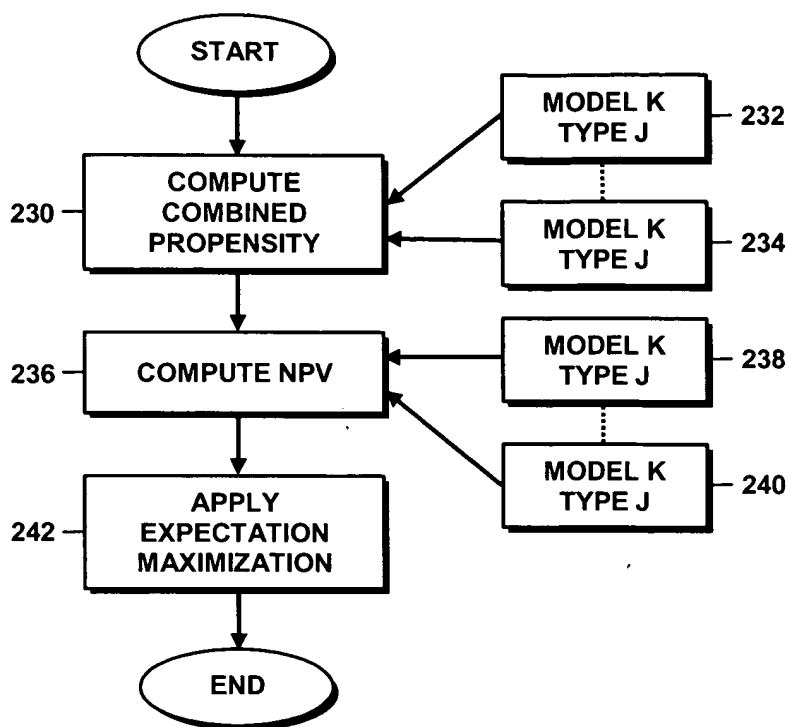 START
MODEL K
TYPE J
232
230
COMPUTE
COMBINED
PROPENSITY
MODEL K
TYPE J
234
236
COMPUTE NPV
MODEL K
TYPE J
238
MODEL K
TYPE J
240
242
APPLY
EXPECTATION
MAXIMIZATION
END